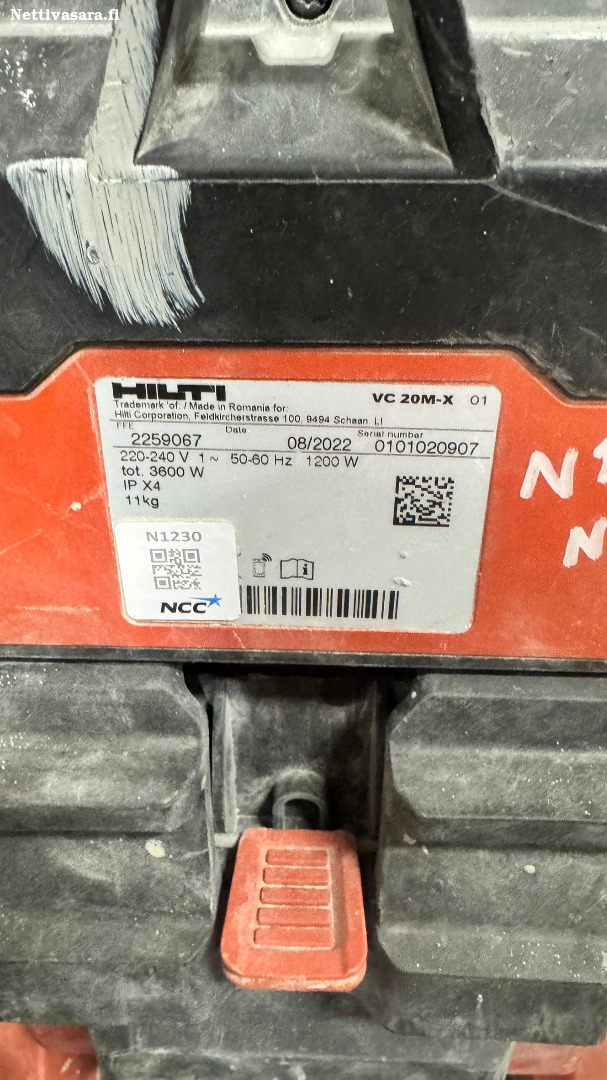 Nettivasara.fi
HILTI VC 20M-X 01
Trademark of: / Made in Romania for:
Hilti Corporation, Feldkircherstrasse 100, 9494 Schaan, LI
Date Serial number
2259067 08/2022 0101020907
220-240 V 1 ~ 50-60 Hz 1200 W
tot. 3600 W
IP X4
11kg
N1230
NCC
N
N